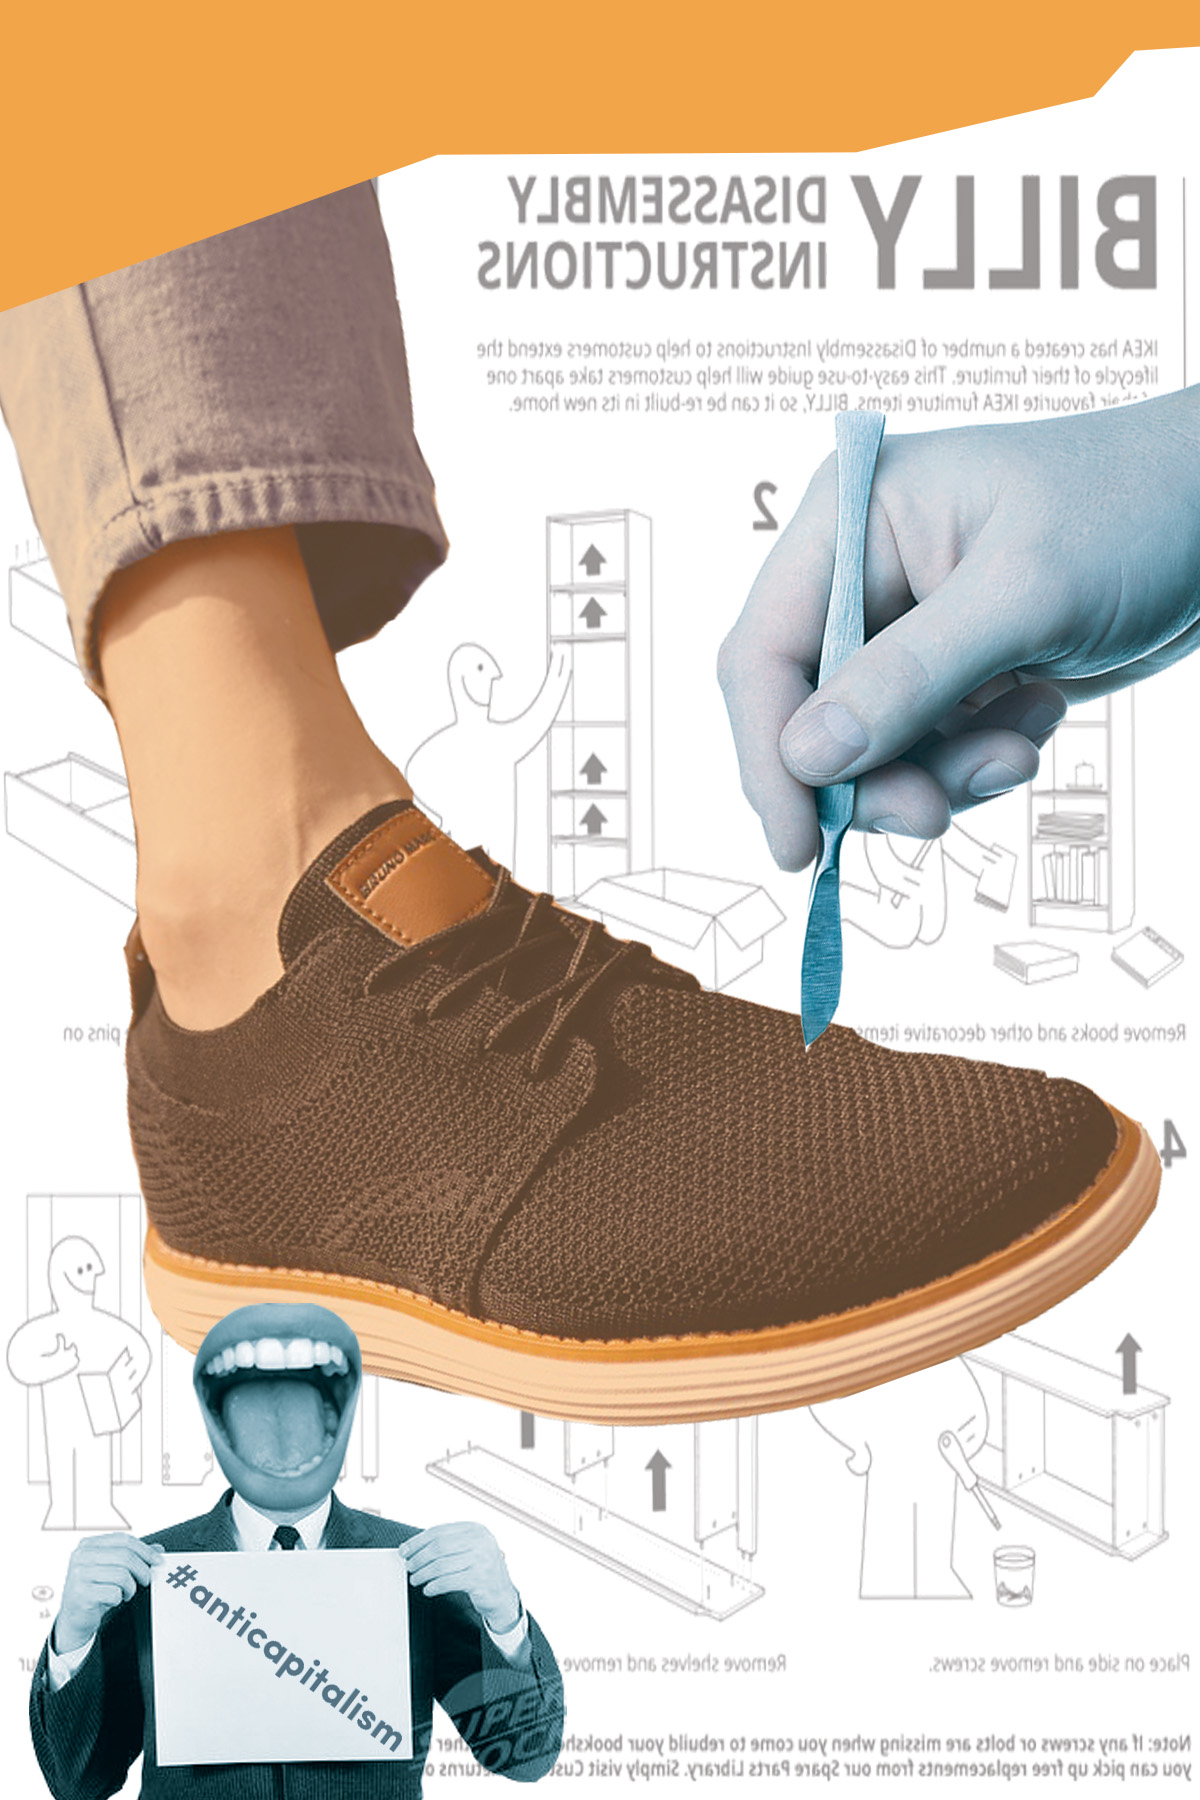 BILLY
DISASSEMBLY
INSTRUCTIONS
IKEA has created a number of Disassembly Instructions to help customers extend the
lifecycle of their furniture. This easy-to-use guide will help customers take apart one
favourite IKEA furniture items, BILLY, so it can be re-built in its new home.
2
BRUNO
Remove books and other decorative items
pins on
4
#anticapitalism
Place on side and remove screws.
Remove shelves and remove
Note: If any screws or bolts are missing when you come to rebuild your
you can pick up free replacements from our Spare Parts Library. Simply visit